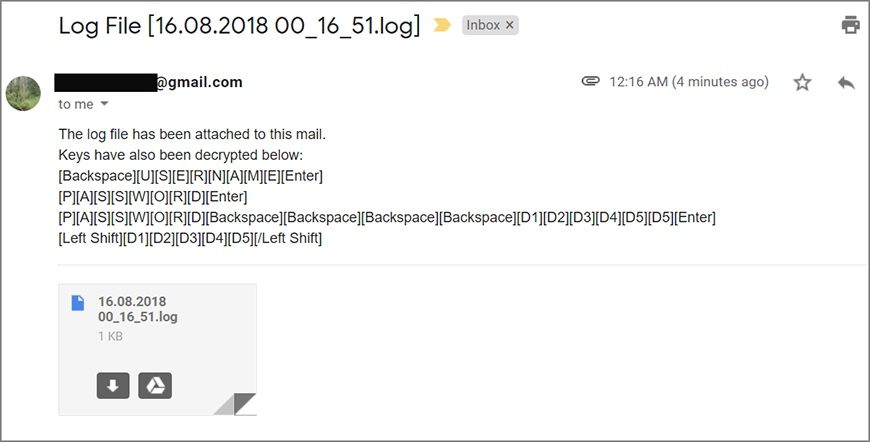 Log File [16.08.2018 00_16_51.log]
Inbox ×
@gmail.com
12:16 AM (4 minutes ago)
to me
The log file has been attached to this mail.
Keys have also been decrypted below:
[Backspace][U][S][E][R][N][A][M][E][Enter]
[P][A][S][S][W][O][R][D][Enter]
[P][A][S][S][W][O][R][D][Backspace][Backspace][Backspace][Backspace][D1][D2][D3][D4][D5][D5][Enter]
[Left Shift][D1][D2][D3][D4][D5][/Left Shift]
16.08.2018
00_16_51.log
1 KB